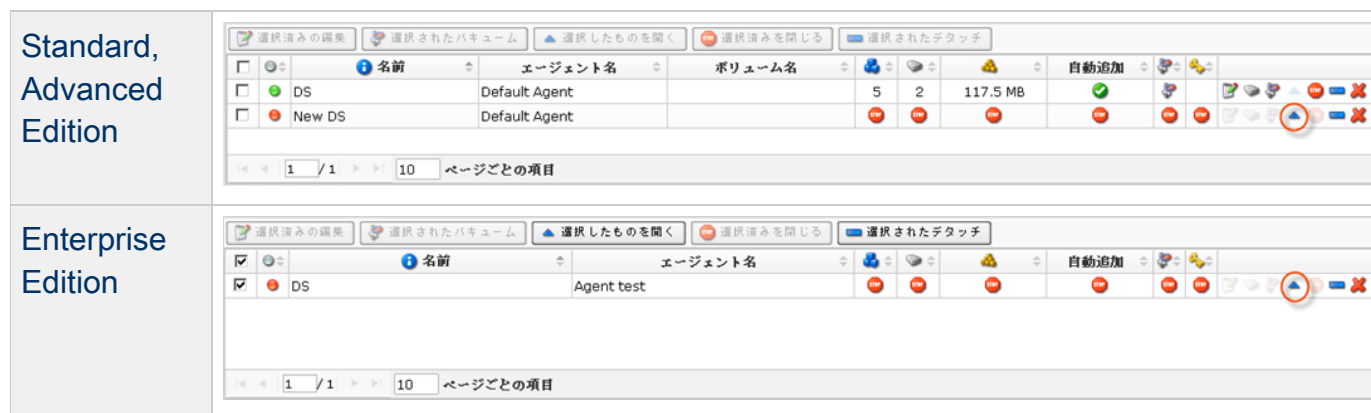 Standard,
Advanced
Edition
選択済みの編集 選択されたバキューム 選択したものを開く 選択済みを閉じる 選択されたデタッチ
名前 エージェント名 ボリューム名 自動追加
DS Default Agent 5 2 117.5 MB
New DS Default Agent
1 / 1 10 ページごとの項目
Enterprise
Edition
選択済みの編集 選択されたバキューム 選択したものを開く 選択済みを閉じる 選択されたデタッチ
名前 エージェント名 自動追加
DS Agent test
1 / 1 10 ページごとの項目